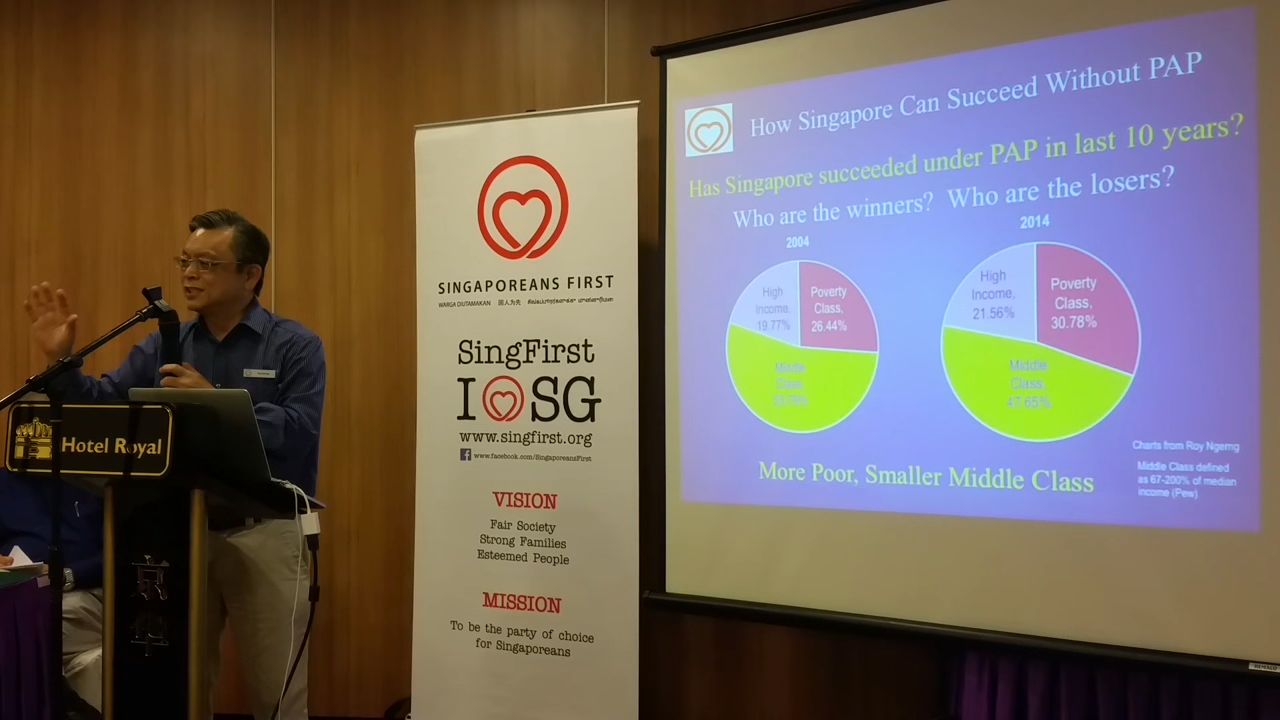 Hotel Royal
京華
SINGAPOREANS FIRST
WARGA DIUTAMAKAN 国人为先
SingFirst
I SG
www.singfirst.org
f www.facebook.com/SingaporeansFirst
VISION
Fair Society
Strong Families
Esteemed People
MISSION
To be the party of choice
for Singaporeans
How Singapore Can Succeed Without PAP
Has Singapore succeeded under PAP in last 10 years?
Who are the winners? Who are the losers?
2004
High
Income,
19.77%
Poverty
Class,
26.44%
Middle
Class,
2014
High
Income,
21.56%
Poverty
Class,
30.78%
Middle
Class,
47.65%
Charts from Roy Ngerng
Middle Class defined
as 67-200% of median
income (Pew)
More Poor, Smaller Middle Class